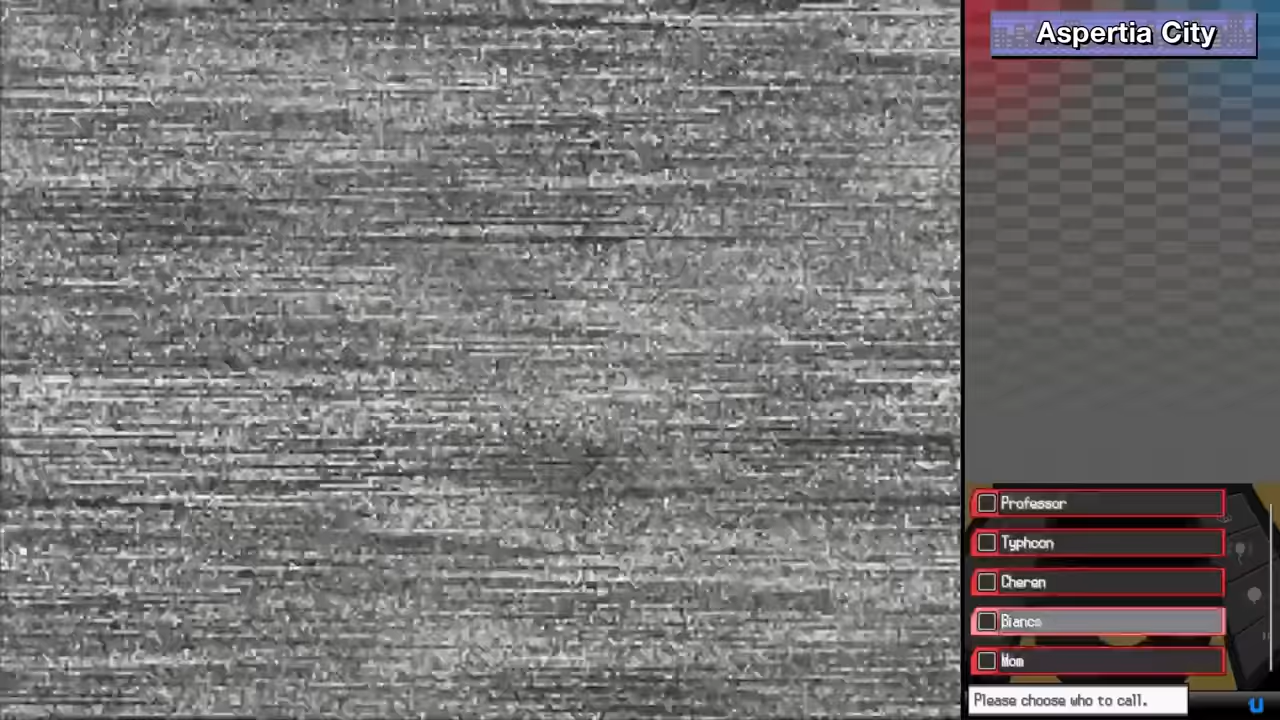 Aspertia City
Professor
Typhoon
Cheren
Bianca
Mom
Please choose who to call.